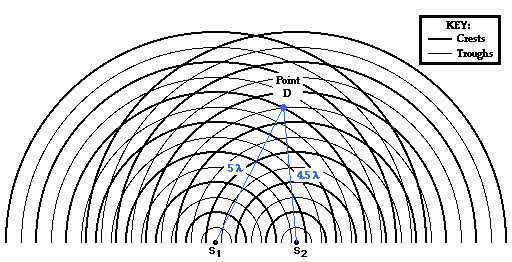 KEY:
Crests
Troughs
Point
D
5 λ
4.5 λ
S1
S2